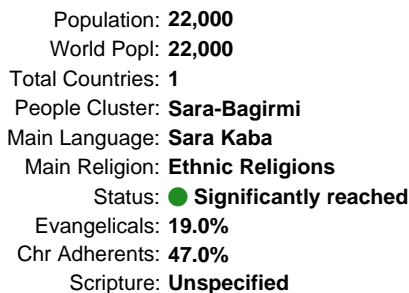 Population: 22,000
World Popl: 22,000
Total Countries: 1
People Cluster: Sara-Bagirmi
Main Language: Sara Kaba
Main Religion: Ethnic Religions
Status: Significantly reached
Evangelicals: 19.0%
Chr Adherents: 47.0%
Scripture: Unspecified